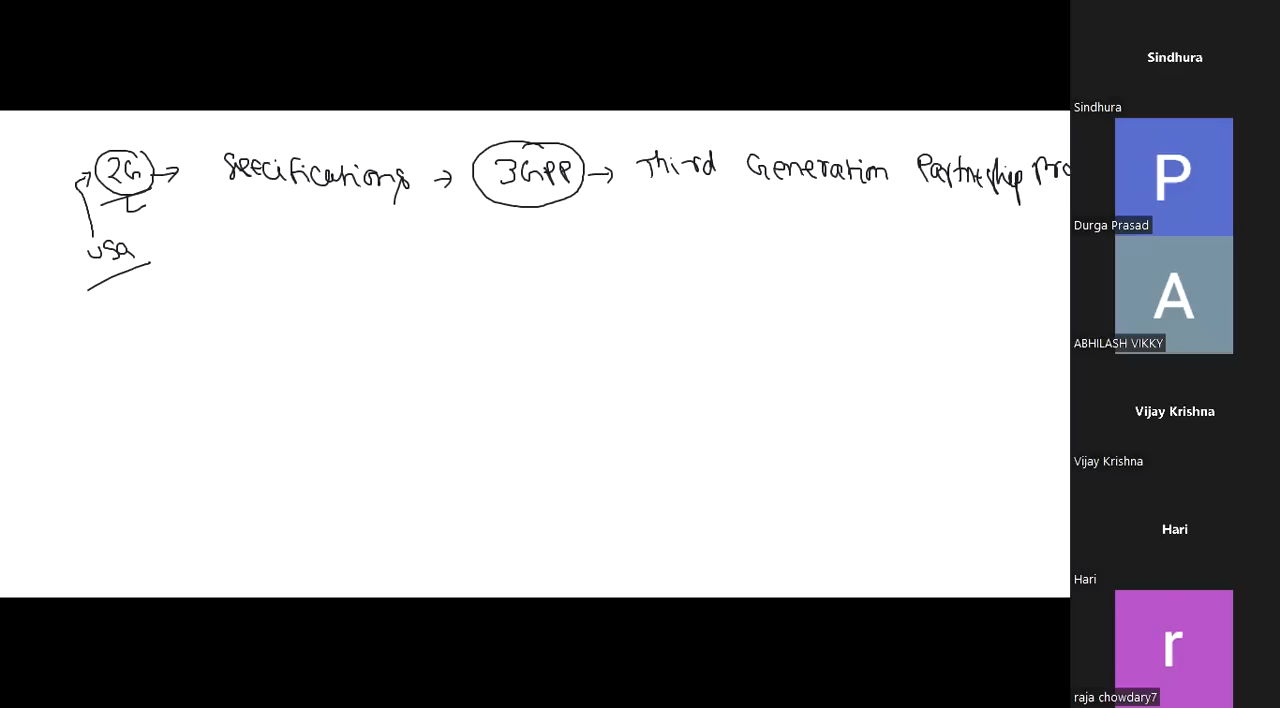 2G → Specifications → 3GPP → Third Generation Partnership Pro
USA
Sindhura
Sindhura
P
Durga Prasad
A
ABHILASH VIKKY
Vijay Krishna
Vijay Krishna
Hari
Hari
r
raja chowdary7